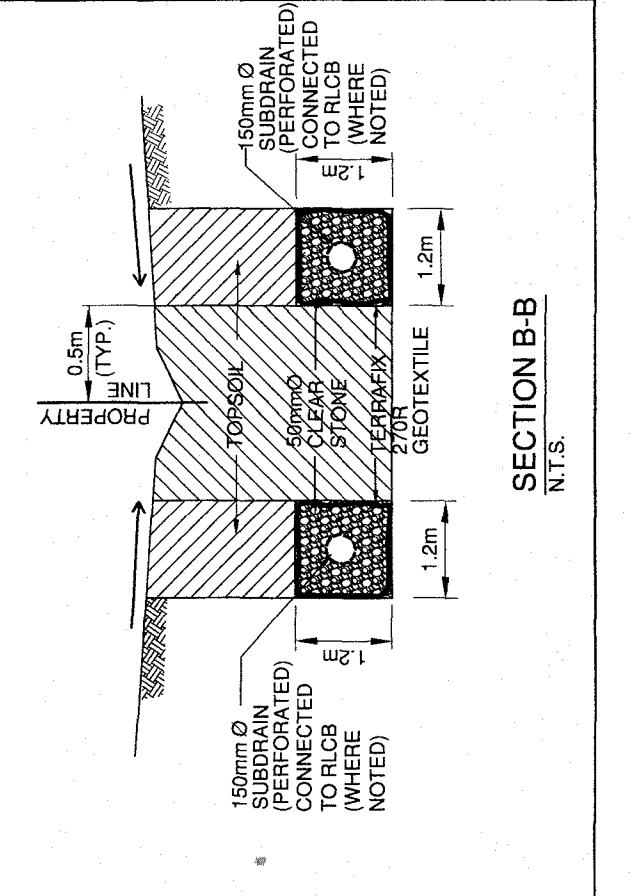 150mm Ø
SUBDRAIN
(PERFORATED)
CONNECTED
TO RLCB
(WHERE
NOTED)
1.2m
1.2m
0.5m
(TYP.)
PROPERTY
LINE
TOPSOIL
50mmØ
CLEAR
STONE
TERRAFIX
270R
GEOTEXTILE
150mm Ø
SUBDRAIN
(PERFORATED)
CONNECTED
TO RLCB
(WHERE
NOTED)
1.2m
1.2m
SECTION B-B
N.T.S.